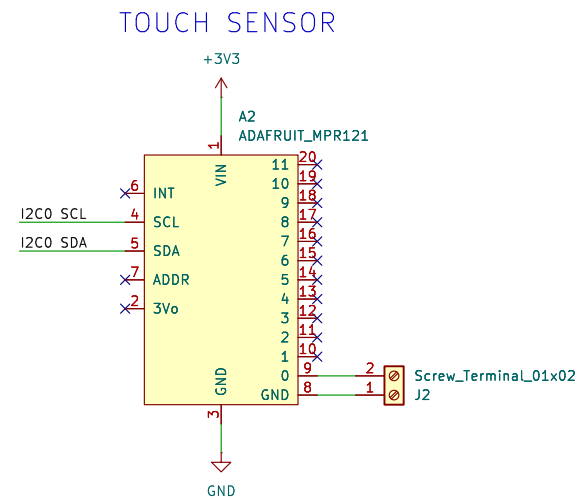 TOUCH SENSOR
+3V3
A2
ADAFRUIT_MPR121
1
VIN
6 INT
I2C0 SCL 4 SCL
I2C0 SDA 5 SDA
7 ADDR
2 3Vo
11 20
10 19
9 18
8 17
7 16
6 15
5 14
4 13
3 12
2 11
1 10
0 9 2 Screw_Terminal_01x02
GND 8 1 J2
GND
3
GND